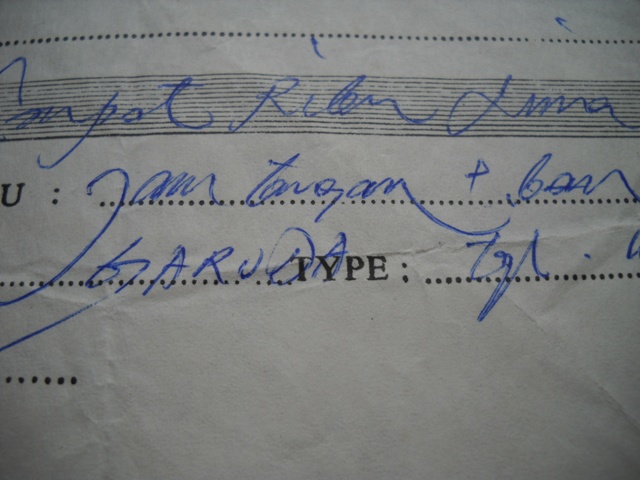 Empat Ribu Lima
U : Jam tangan + ban
GARUDA TYPE : Tgl.